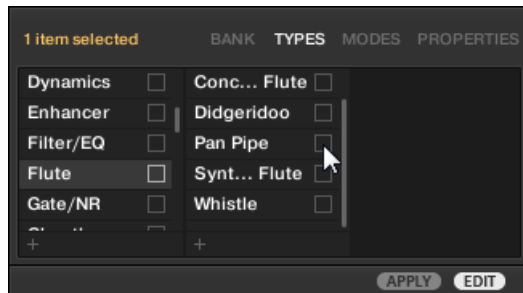 1 item selected BANK TYPES MODES PROPERTIES
Dynamics Conc... Flute
Enhancer Didgeridoo
Filter/EQ Pan Pipe
Flute Synt... Flute
Gate/NR Whistle
+ +
APPLY EDIT